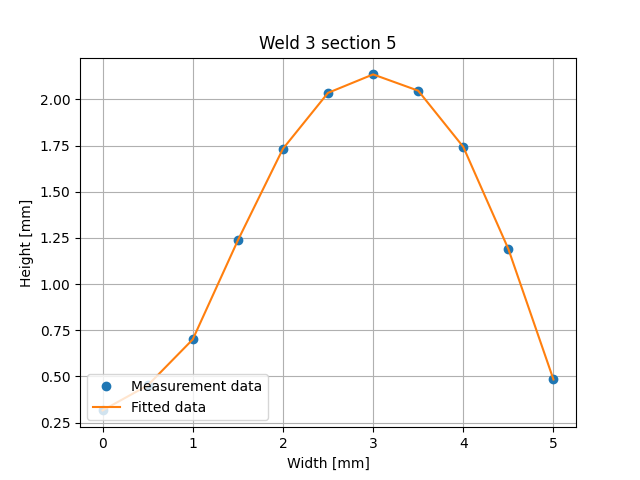 Weld 3 section 5
Height [mm]
2.00
1.75
1.50
1.25
1.00
0.75
0.50
0.25
Measurement data
Fitted data
0 1 2 3 4 5
Width [mm]